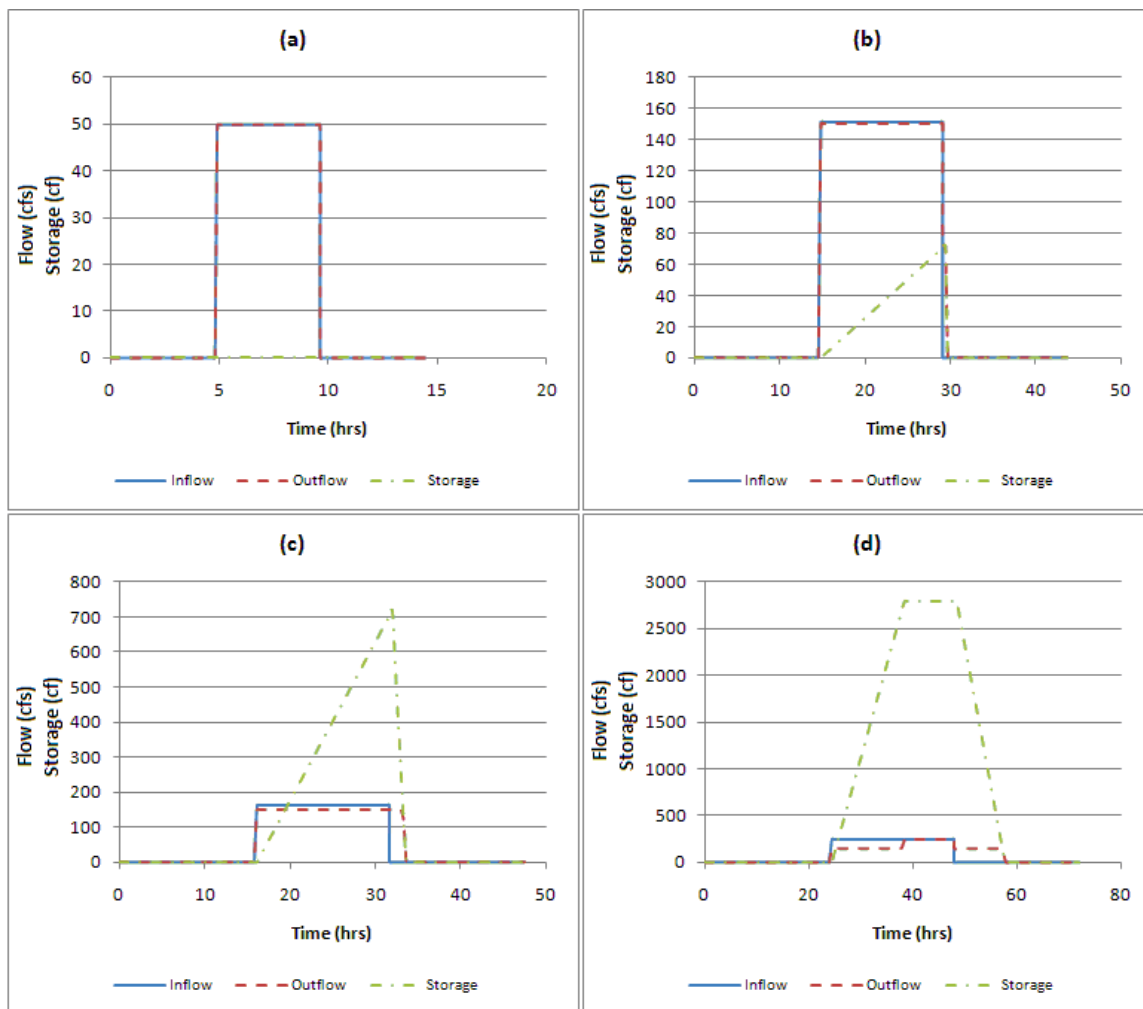 (a)
60
50
40
30
20
10
0
Flow (cfs)
Storage (cf)
0 5 10 15 20
Time (hrs)
Inflow Outflow Storage
(b)
180
160
140
120
100
80
60
40
20
0
Flow (cfs)
Storage (cf)
0 10 20 30 40 50
Time (hrs)
Inflow Outflow Storage
(c)
800
700
600
500
400
300
200
100
0
Flow (cfs)
Storage (cf)
0 10 20 30 40 50
Time (hrs)
Inflow Outflow Storage
(d)
3000
2500
2000
1500
1000
500
0
Flow (cfs)
Storage (cf)
0 20 40 60 80
Time (hrs)
Inflow Outflow Storage